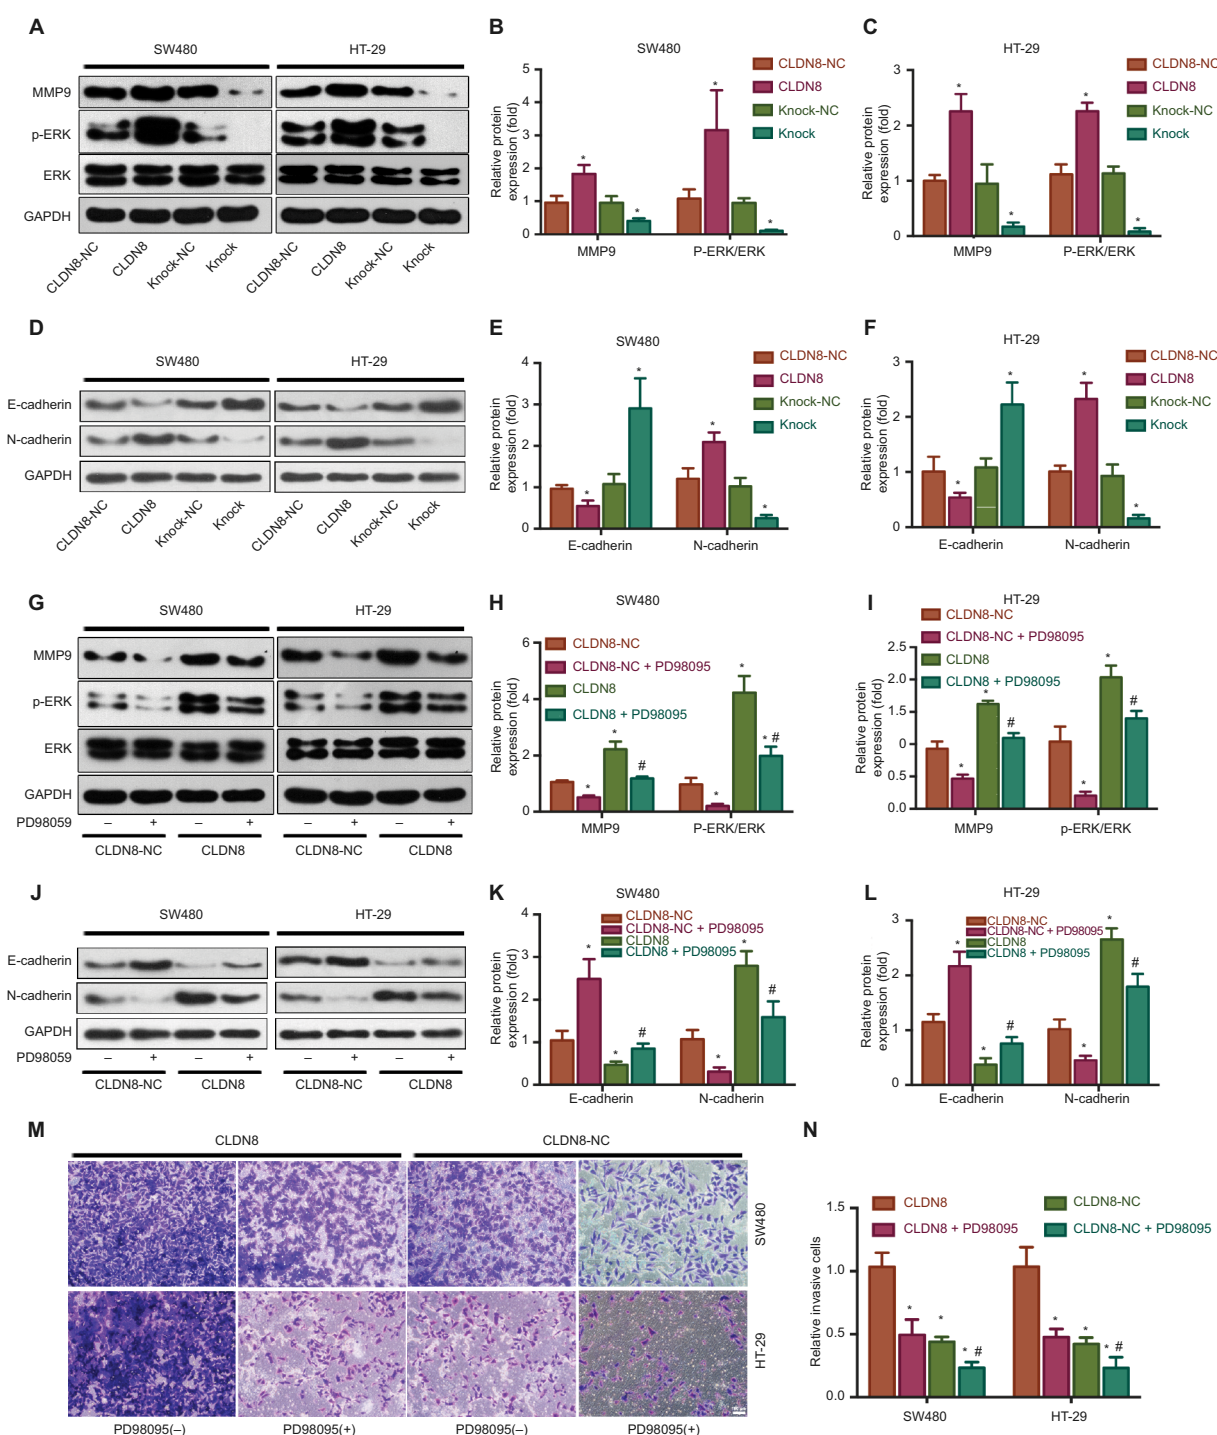 A
SW480
HT-29
MMP9
p-ERK
ERK
GAPDH
CLDN8-NC
CLDN8
Knock-NC
Knock
CLDN8-NC
CLDN8
Knock-NC
Knock
B
SW480
CLDN8-NC
CLDN8
Knock-NC
Knock
Relative protein
expression (fold)
5
4
3
2
1
0
* * * *
MMP9 P-ERK/ERK
C
HT-29
CLDN8-NC
CLDN8
Knock-NC
Knock
Relative protein
expression (fold)
3
2
1
0
* * * *
MMP9 P-ERK/ERK
D
SW480
HT-29
E-cadherin
N-cadherin
GAPDH
CLDN8-NC
CLDN8
Knock-NC
Knock
CLDN8-NC
CLDN8
Knock-NC
Knock
E
SW480
CLDN8-NC
CLDN8
Knock-NC
Knock
Relative protein
expression (fold)
4
3
2
1
0
* * * *
E-cadherin N-cadherin
F
HT-29
CLDN8-NC
CLDN8
Knock-NC
Knock
Relative protein
expression (fold)
3
2
1
0
* * * *
E-cadherin N-cadherin
G
SW480
HT-29
MMP9
p-ERK
ERK
GAPDH
PD98059 – + – + – + – +
CLDN8-NC CLDN8 CLDN8-NC CLDN8
H
SW480
CLDN8-NC
CLDN8-NC + PD98095
CLDN8
CLDN8 + PD98095
Relative protein
expression (fold)
6
4
2
0
* * # * * * #
MMP9 P-ERK/ERK
I
HT-29
CLDN8-NC
CLDN8-NC + PD98095
CLDN8
CLDN8 + PD98095
Relative protein
expression (fold)
2.5
2.0
1.5
0
0.5
0.0
* * # * * #
MMP9 p-ERK/ERK
J
SW480
HT-29
E-cadherin
N-cadherin
GAPDH
PD98059 – + – + – + – +
CLDN8-NC CLDN8 CLDN8-NC CLDN8
K
SW480
CLDN8-NC
CLDN8-NC + PD98095
CLDN8
CLDN8 + PD98095
Relative protein
expression (fold)
4
3
2
1
0
* * # * * #
E-cadherin N-cadherin
L
HT-29
CLDN8-NC
CLDN8-NC + PD98095
CLDN8
CLDN8 + PD98095
Relative protein
expression (fold)
3
2
1
0
* * # * * #
E-cadherin N-cadherin
M
CLDN8 CLDN8-NC
SW480
HT-29
PD98095(–) PD98095(+) PD98095(–) PD98095(+)
N
CLDN8 CLDN8-NC
CLDN8 + PD98095 CLDN8-NC + PD98095
Relative invasive cells
1.5
1.0
0.5
0.0
* * * # * * * #
SW480 HT-29